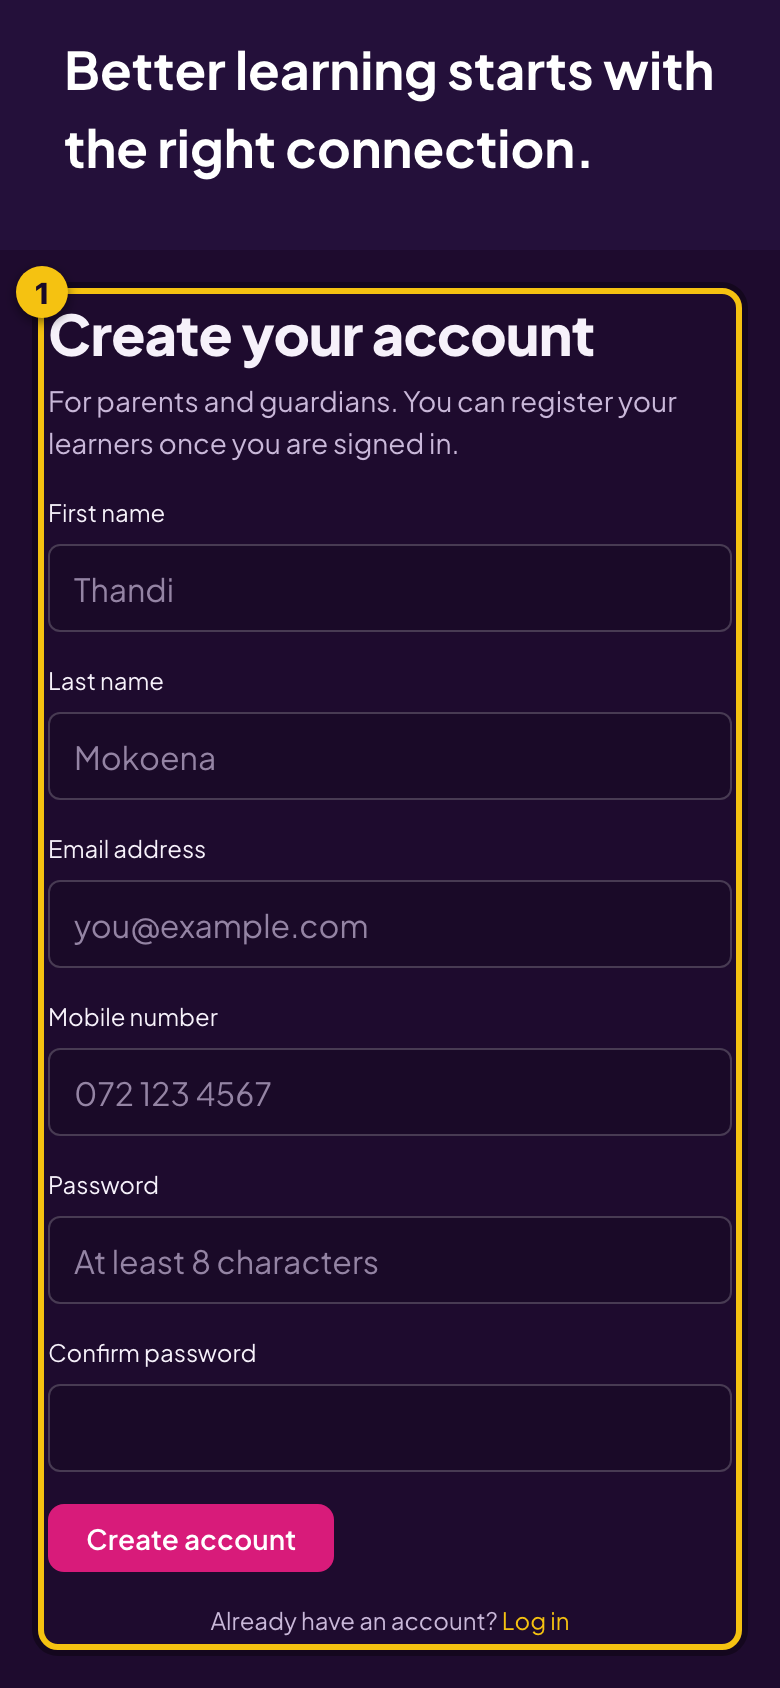 Better learning starts with
the right connection.
1
Create your account
For parents and guardians. You can register your
learners once you are signed in.
First name
Thandi
Last name
Mokoena
Email address
you@example.com
Mobile number
072 123 4567
Password
At least 8 characters
Confirm password
Create account
Already have an account? Log in